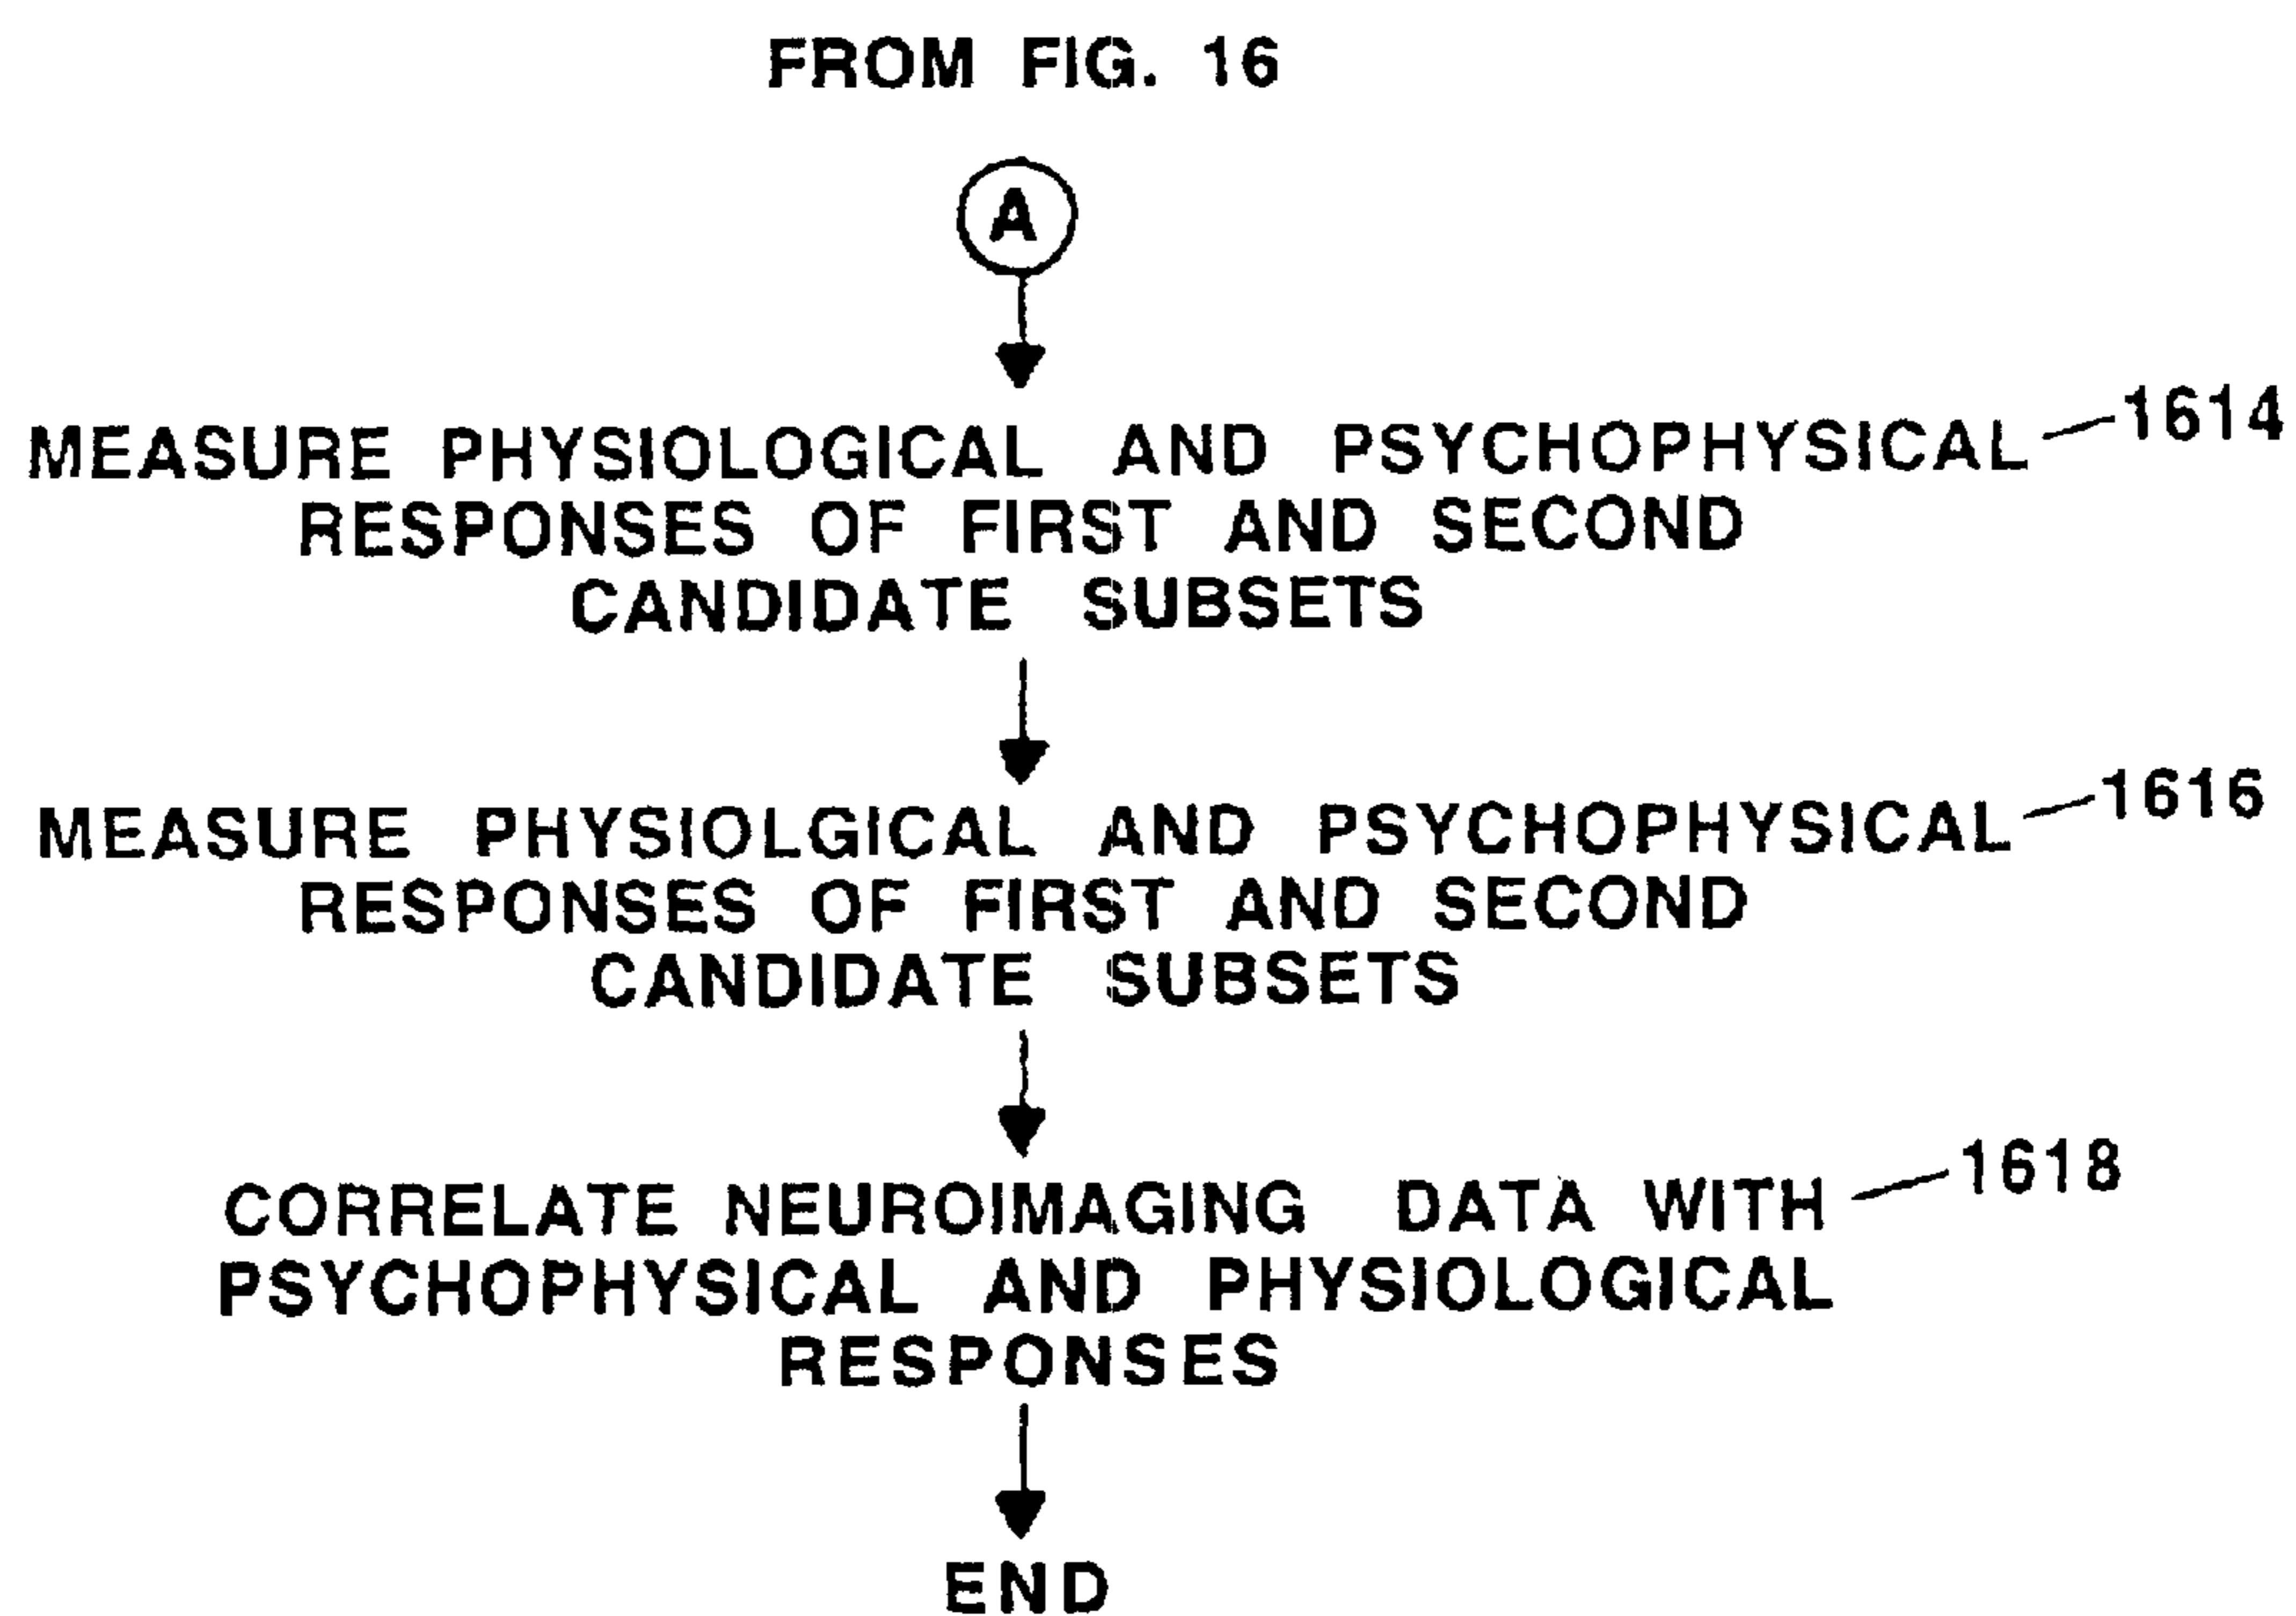 FROM FIG. 16
A
MEASURE PHYSIOLOGICAL AND PSYCHOPHYSICAL 1614
RESPONSES OF FIRST AND SECOND
CANDIDATE SUBSETS
MEASURE PHYSIOLGICAL AND PSYCHOPHYSICAL 1616
RESPONSES OF FIRST AND SECOND
CANDIDATE SUBSETS
CORRELATE NEUROIMAGING DATA WITH 1618
PSYCHOPHYSICAL AND PHYSIOLOGICAL
RESPONSES
END